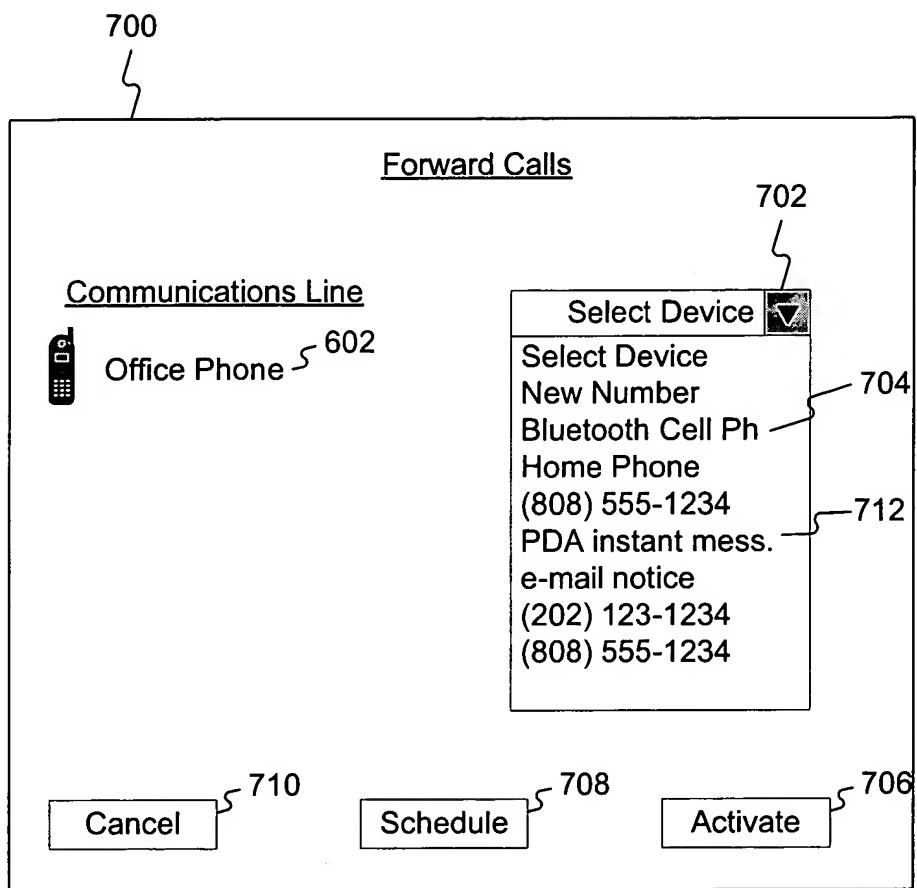 700
Forward Calls
702
Communications Line
Office Phone 602
Select Device
Select Device
New Number
Bluetooth Cell Ph 704
Home Phone
(808) 555-1234
PDA instant mess. 712
e-mail notice
(202) 123-1234
(808) 555-1234
710 708 706
Cancel Schedule Activate